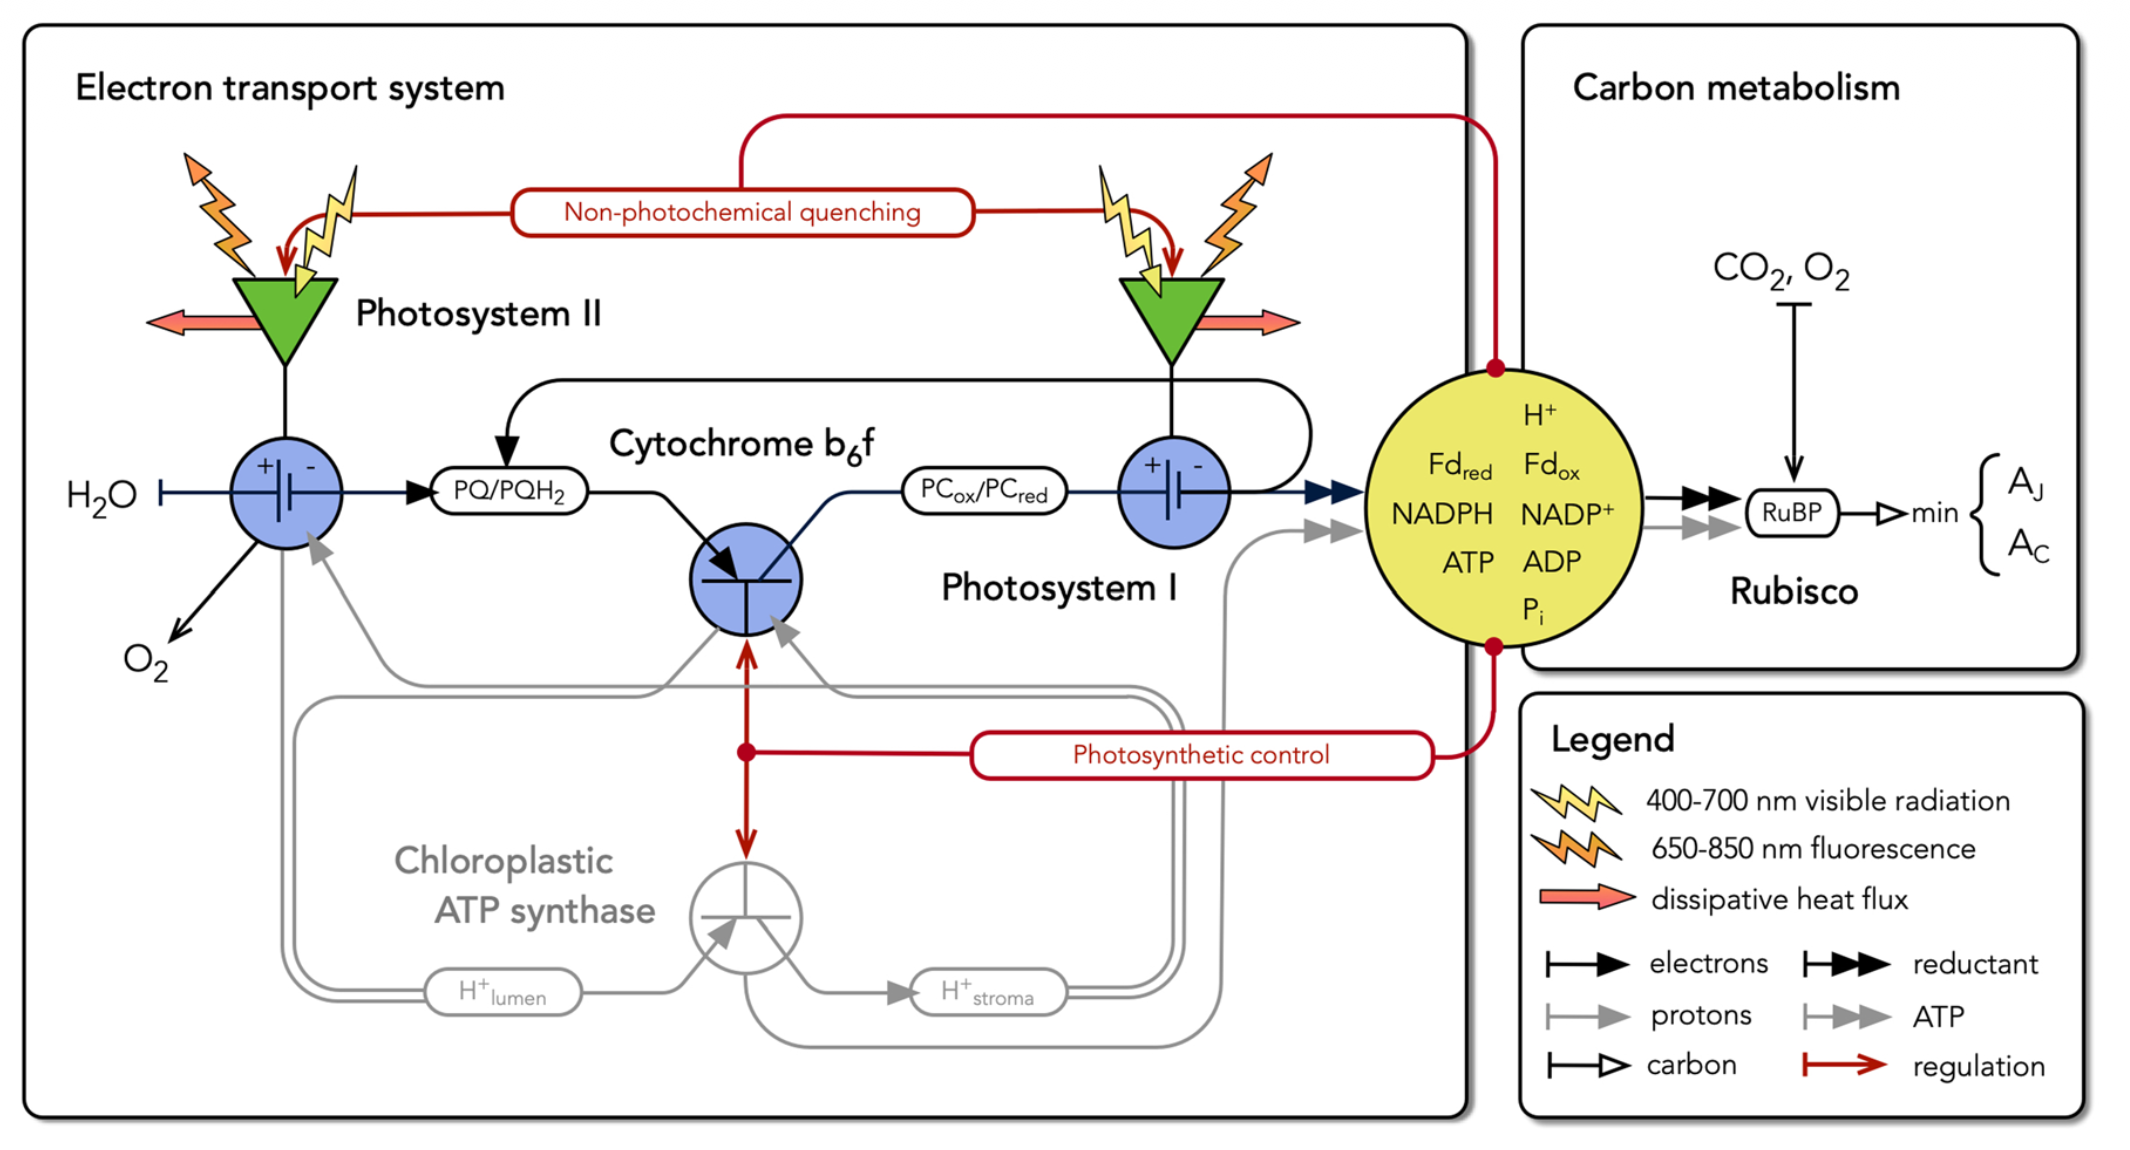 Electron transport system
Carbon metabolism
Non-photochemical quenching
CO₂, O₂
Photosystem II
+ -
H₂O
PQ/PQH₂
Cytochrome b₆f
PCox/PCred
+ -
Photosystem I
O₂
H⁺
Fdred Fdox
NADPH NADP⁺
ATP ADP
Pi
RuBP
min
AJ
AC
Rubisco
Photosynthetic control
Chloroplastic
ATP synthase
H⁺lumen
H⁺stroma
Legend
400-700 nm visible radiation
650-850 nm fluorescence
dissipative heat flux
electrons reductant
protons ATP
carbon regulation